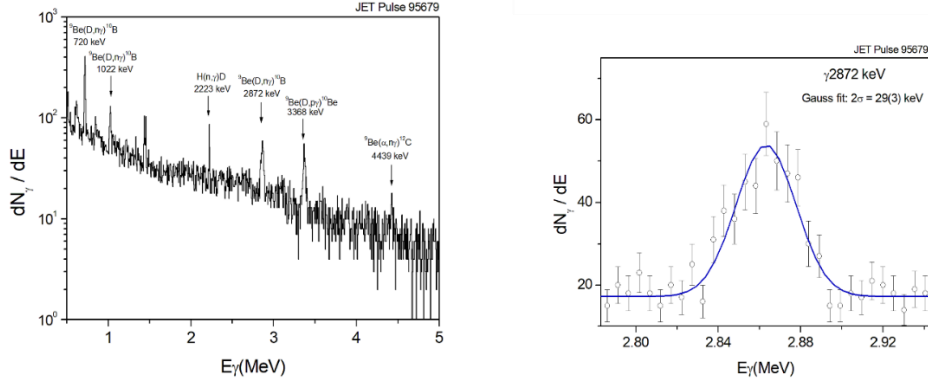 JET Pulse 95679
⁹Be(D,nγ)¹⁰B
720 keV
⁹Be(D,nγ)¹⁰B
1022 keV
H(n,γ)D
2223 keV
⁹Be(D,nγ)¹⁰B
2872 keV
⁹Be(D,pγ)¹⁰Be
3368 keV
⁹Be(α,nγ)¹²C
4439 keV
10³
10²
10¹
10⁰
dNγ / dE
1 2 3 4 5
Eγ(MeV)
JET Pulse 95679
γ2872 keV
Gauss fit: 2σ = 29(3) keV
60
40
20
dNγ / dE
2.80 2.84 2.88 2.92
Eγ(MeV)